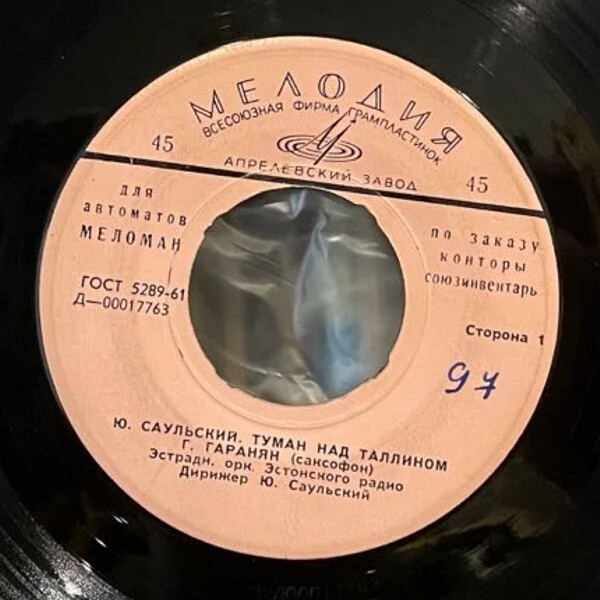 МЕЛОДИЯ
ВСЕСОЮЗНАЯ ФИРМА ГРАМПЛАСТИНОК
АПРЕЛЕВСКИЙ ЗАВОД
45
45
для
автоматов
МЕЛОМАН
по заказу
конторы
союзинвентарь
ГОСТ 5289-61
Д—00017763
Сторона 1
97
Ю. САУЛЬСКИЙ. ТУМАН НАД ТАЛЛИНОМ
Г. ГАРАНЯН (саксофон)
Эстрадн. орк. Эстонского радио
Дирижер Ю. Саульский